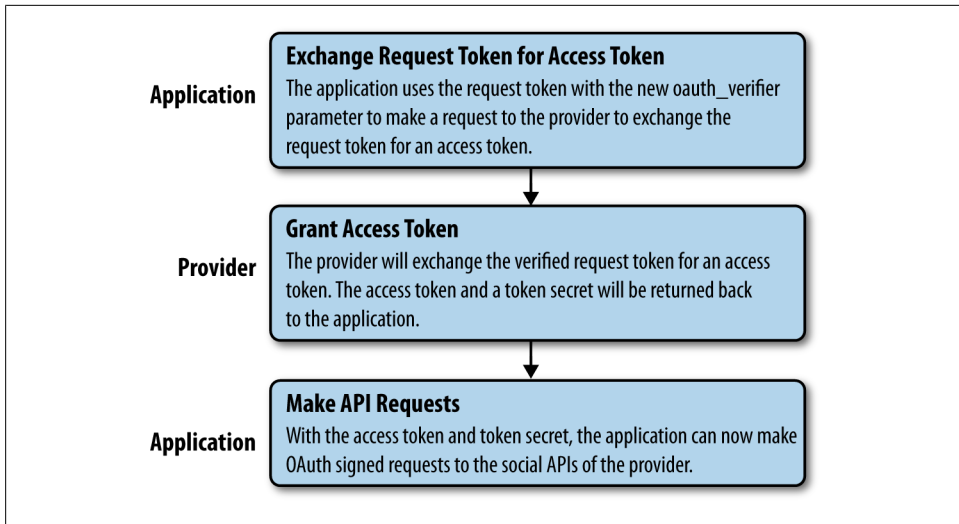 Exchange Request Token for Access Token
Application
The application uses the request token with the new oauth_verifier
parameter to make a request to the provider to exchange the
request token for an access token.
Grant Access Token
Provider
The provider will exchange the verified request token for an access
token. The access token and a token secret will be returned back
to the application.
Make API Requests
Application
With the access token and token secret, the application can now make
OAuth signed requests to the social APIs of the provider.